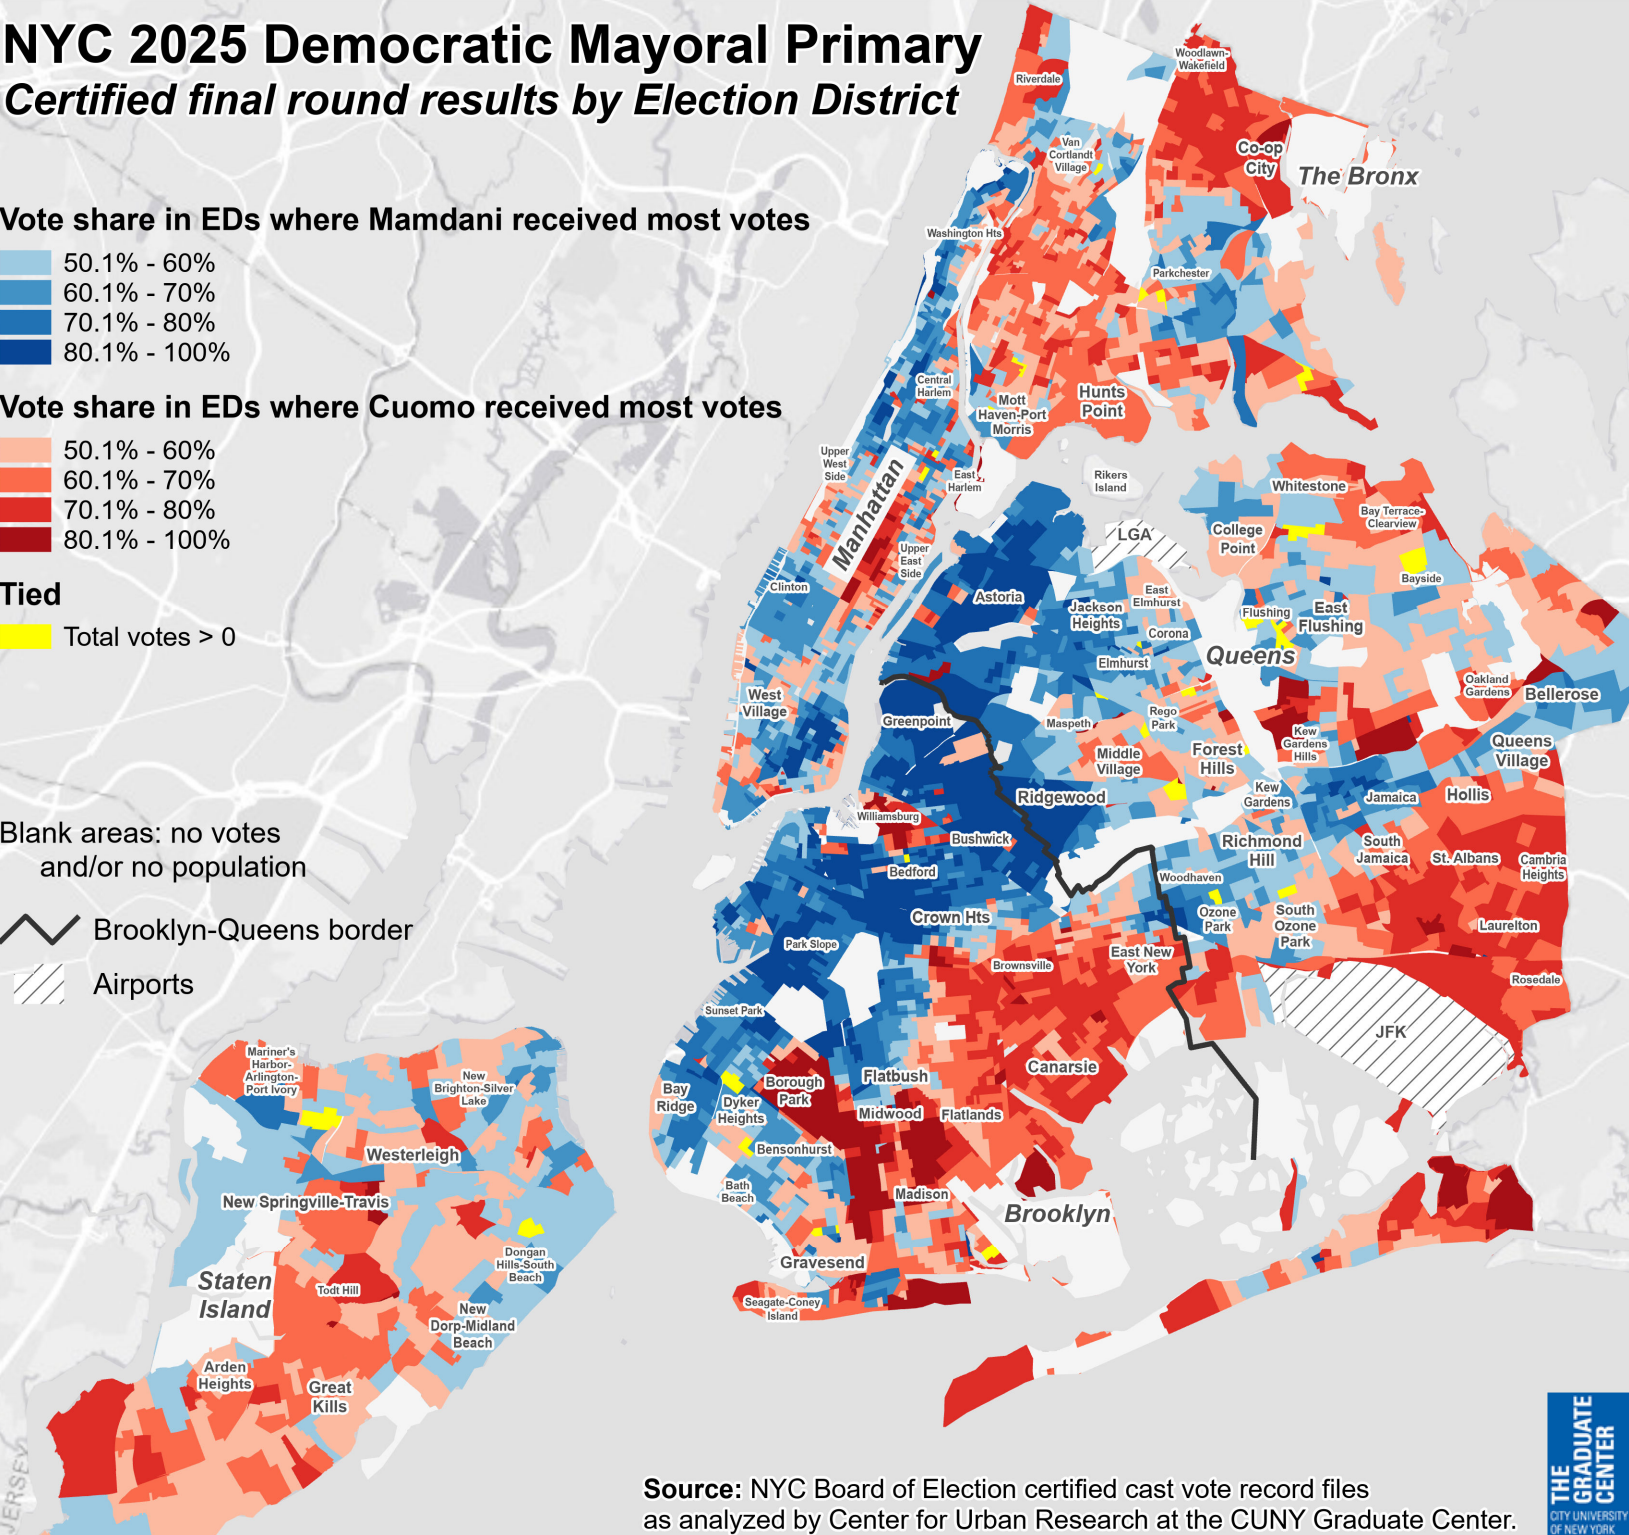 NYC 2025 Democratic Mayoral Primary
Certified final round results by Election District
Vote share in EDs where Mamdani received most votes
50.1% - 60%
60.1% - 70%
70.1% - 80%
80.1% - 100%
Vote share in EDs where Cuomo received most votes
50.1% - 60%
60.1% - 70%
70.1% - 80%
80.1% - 100%
Tied
Total votes > 0
Blank areas: no votes
and/or no population
Brooklyn-Queens border
Airports
Woodlawn-
Wakefield
Riverdale
Van
Cortlandt
Village
Co-op
City
The Bronx
Washington Hts
Parkchester
Central
Harlem
Mott
Haven-Port
Morris
Hunts
Point
Upper
West
Side
Manhattan
East
Harlem
Rikers
Island
Whitestone
Bay Terrace-
Clearview
College
Point
LGA
Upper
East
Side
Clinton
Astoria
Jackson
Heights
East
Elmhurst
Corona
Bayside
Flushing
East
Flushing
Elmhurst
Queens
Oakland
Gardens
Bellerose
West
Village
Greenpoint
Maspeth
Rego
Park
Middle
Village
Forest
Hills
Kew
Gardens
Hills
Queens
Village
Ridgewood
Kew
Gardens
Jamaica
Hollis
Williamsburg
Bushwick
Richmond
Hill
South
Jamaica
St. Albans
Cambria
Heights
Bedford
Woodhaven
Crown Hts
Ozone
Park
South
Ozone
Park
Laurelton
Park Slope
Brownsville
East New
York
Rosedale
Sunset Park
JFK
Mariner's
Harbor-
Arlington-
Port Ivory
New
Brighton-Silver
Lake
Bay
Ridge
Borough
Park
Flatbush
Canarsie
Dyker
Heights
Midwood
Flatlands
Westerleigh
Bensonhurst
New Springville-Travis
Bath
Beach
Madison
Brooklyn
Dongan
Hills-South
Beach
Gravesend
Staten
Island
Todt Hill
Seagate-Coney
Island
New
Dorp-Midland
Beach
Arden
Heights
Great
Kills
JERSEY
Source: NYC Board of Election certified cast vote record files
as analyzed by Center for Urban Research at the CUNY Graduate Center.
THE
GRADUATE
CENTER
CITY UNIVERSITY
OF NEW YORK